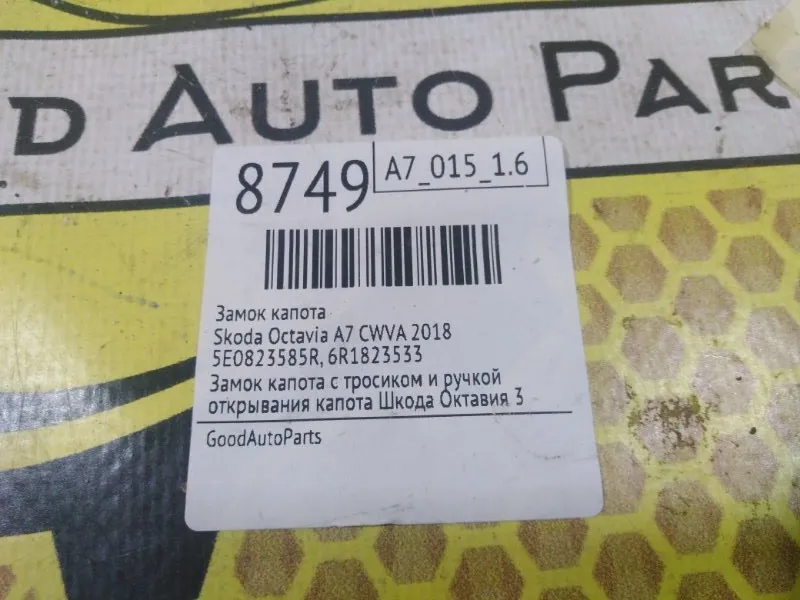 D AUTO PAR
8749
A7_015_1.6
Замок капота
Skoda Octavia A7 CWVA 2018
5E0823585R, 6R1823533
Замок капота с тросиком и ручкой
открывания капота Шкода Октавия 3
GoodAutoParts